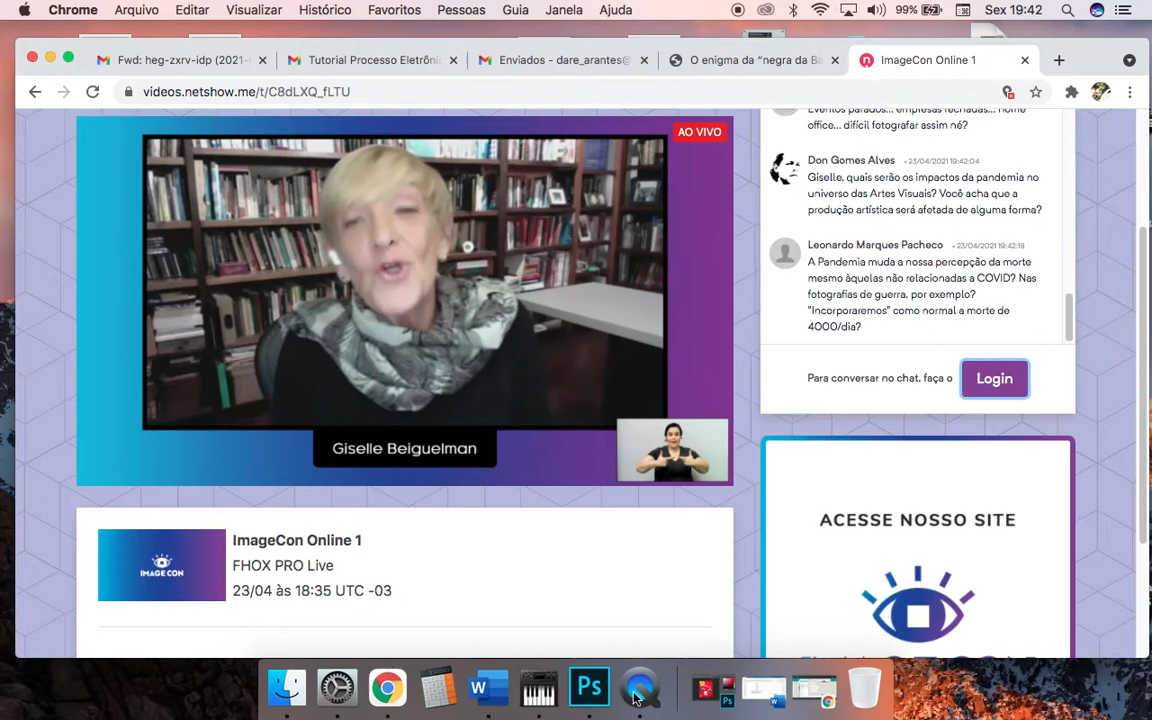 Chrome Arquivo Editar Visualizar Histórico Favoritos Pessoas Guia Janela Ajuda 99% Sex 19:42
Fwd: heg-zxrv-idp (2021- Tutorial Processo Eletrôni Enviados - dare_arantes@ O enigma da “negra da Ba ImageCon Online 1
videos.netshow.me/t/C8dLXQ_fLTU
AO VIVO
Giselle Beiguelman
ImageCon Online 1
FHOX PRO Live
23/04 às 18:35 UTC -03
IMAGE CON
Eventos parados... empresas fechadas... home
office... difícil fotografar assim né?
Don Gomes Alves • 23/04/2021 19:42:04
Giselle, quais serão os impactos da pandemia no
universo das Artes Visuais? Você acha que a
produção artística será afetada de alguma forma?
Leonardo Marques Pacheco • 23/04/2021 19:42:18
A Pandemia muda a nossa percepção da morte
mesmo àquelas não relacionadas a COVID? Nas
fotografias de guerra, por exemplo?
"Incorporaremos" como normal a morte de
4000/dia?
Para conversar no chat, faça o Login
ACESSE NOSSO SITE
W Ps Ps